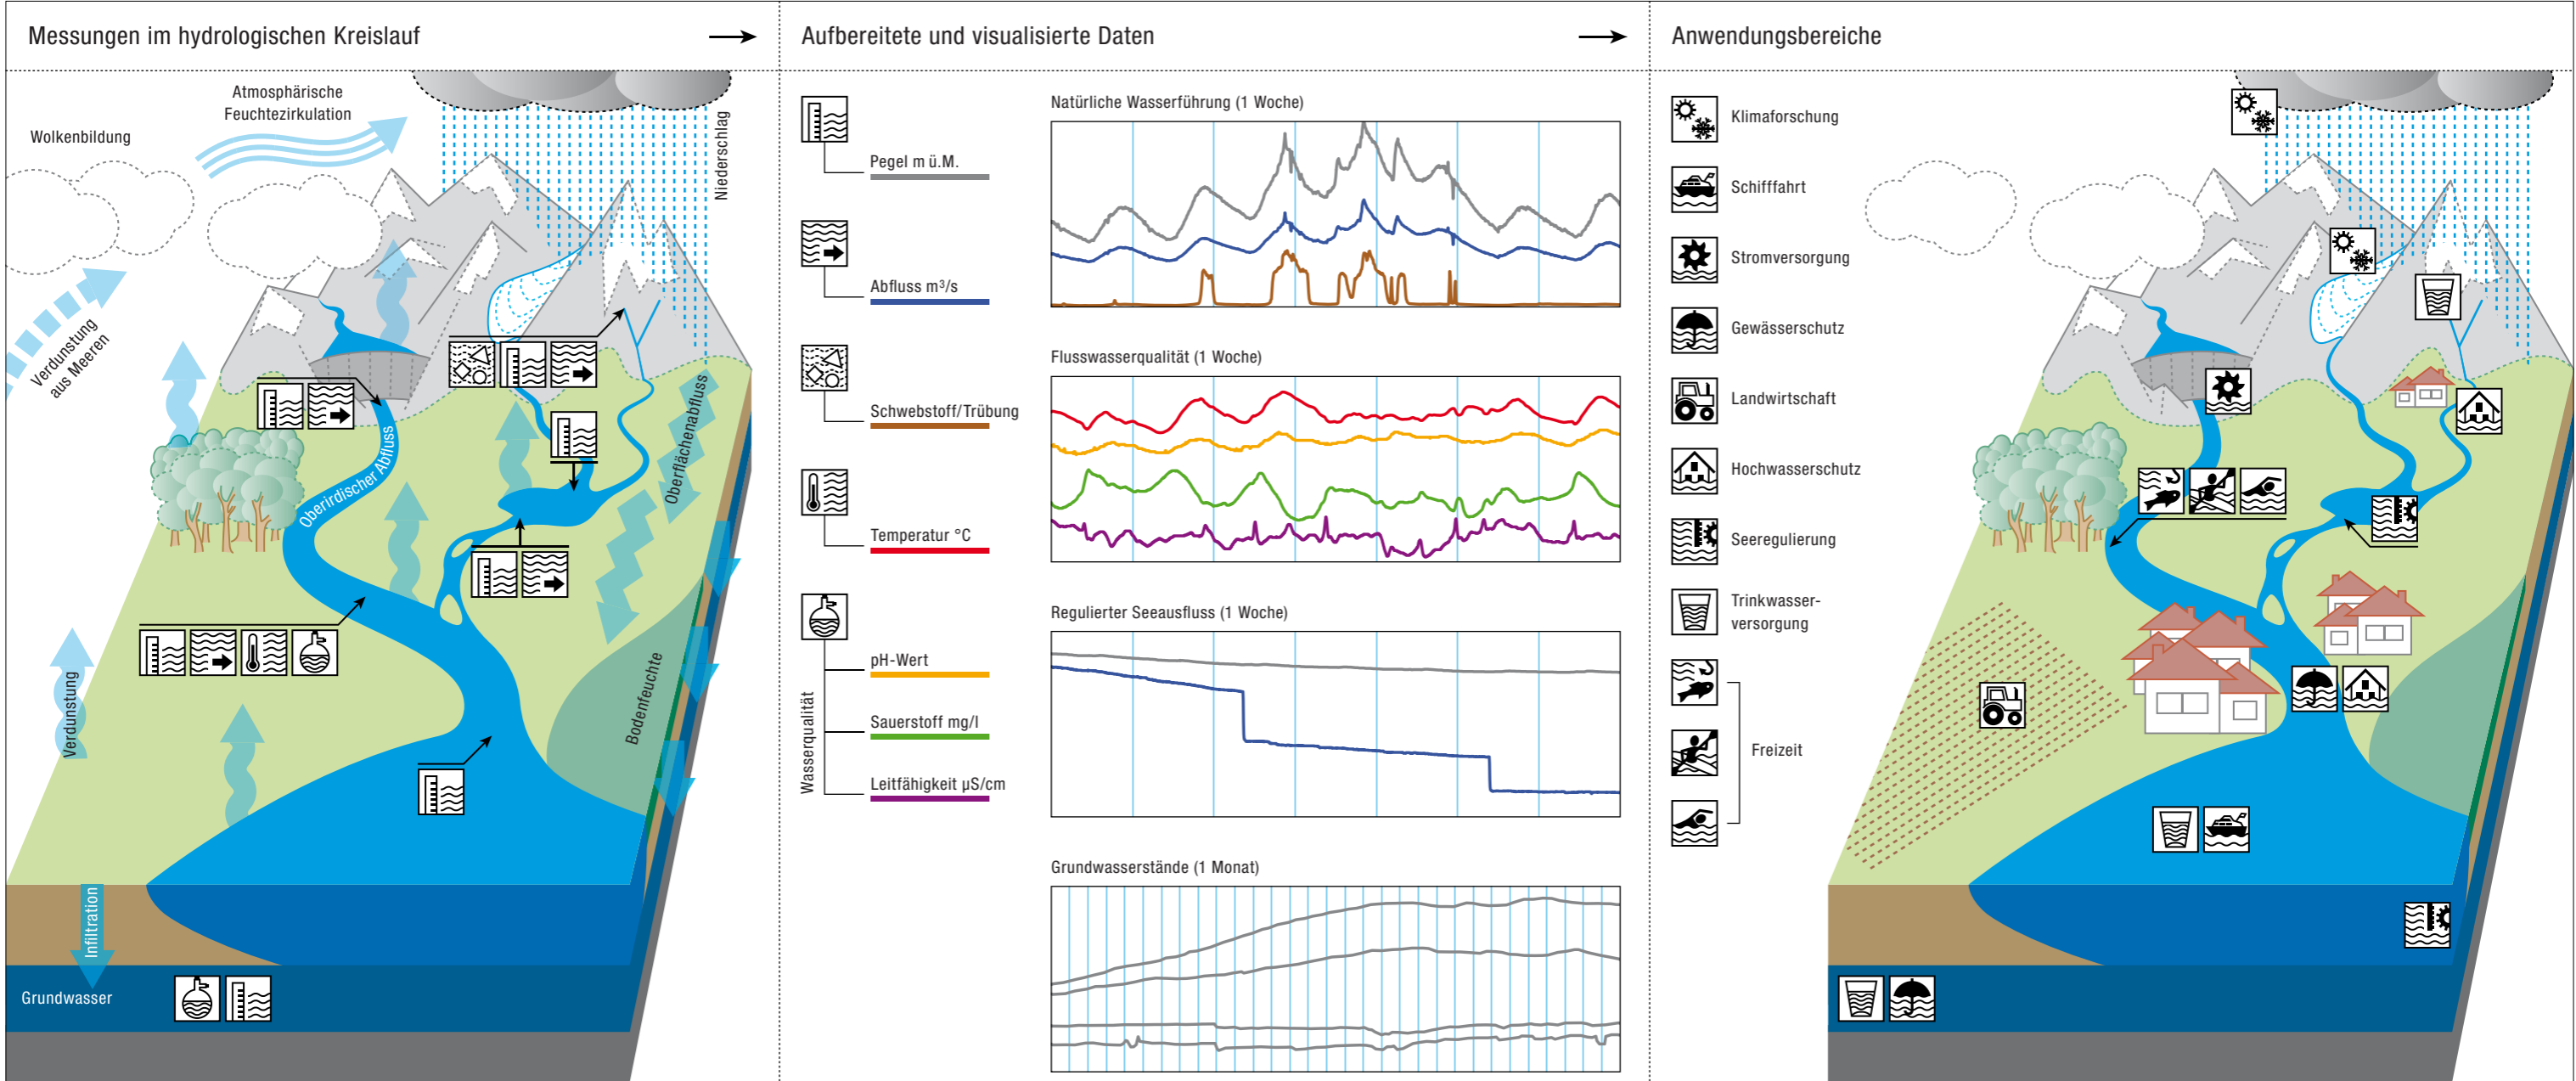 Messungen im hydrologischen Kreislauf
Atmosphärische
Feuchtezirkulation
Wolkenbildung
Niederschlag
Verdunstung
aus Meeren
Oberirdischer Abfluss
Oberflächenabfluss
Verdunstung
Bodenfeuchte
Infiltration
Grundwasser
Aufbereitete und visualisierte Daten
Pegel m ü.M.
Abfluss m³/s
Schwebstoff/Trübung
Temperatur °C
Wasserqualität
pH-Wert
Sauerstoff mg/l
Leitfähigkeit µS/cm
Natürliche Wasserführung (1 Woche)
Flusswasserqualität (1 Woche)
Regulierter Seeausfluss (1 Woche)
Grundwasserstände (1 Monat)
Anwendungsbereiche
Klimaforschung
Schifffahrt
Stromversorgung
Gewässerschutz
Landwirtschaft
Hochwasserschutz
Seeregulierung
Trinkwasser-
versorgung
Freizeit